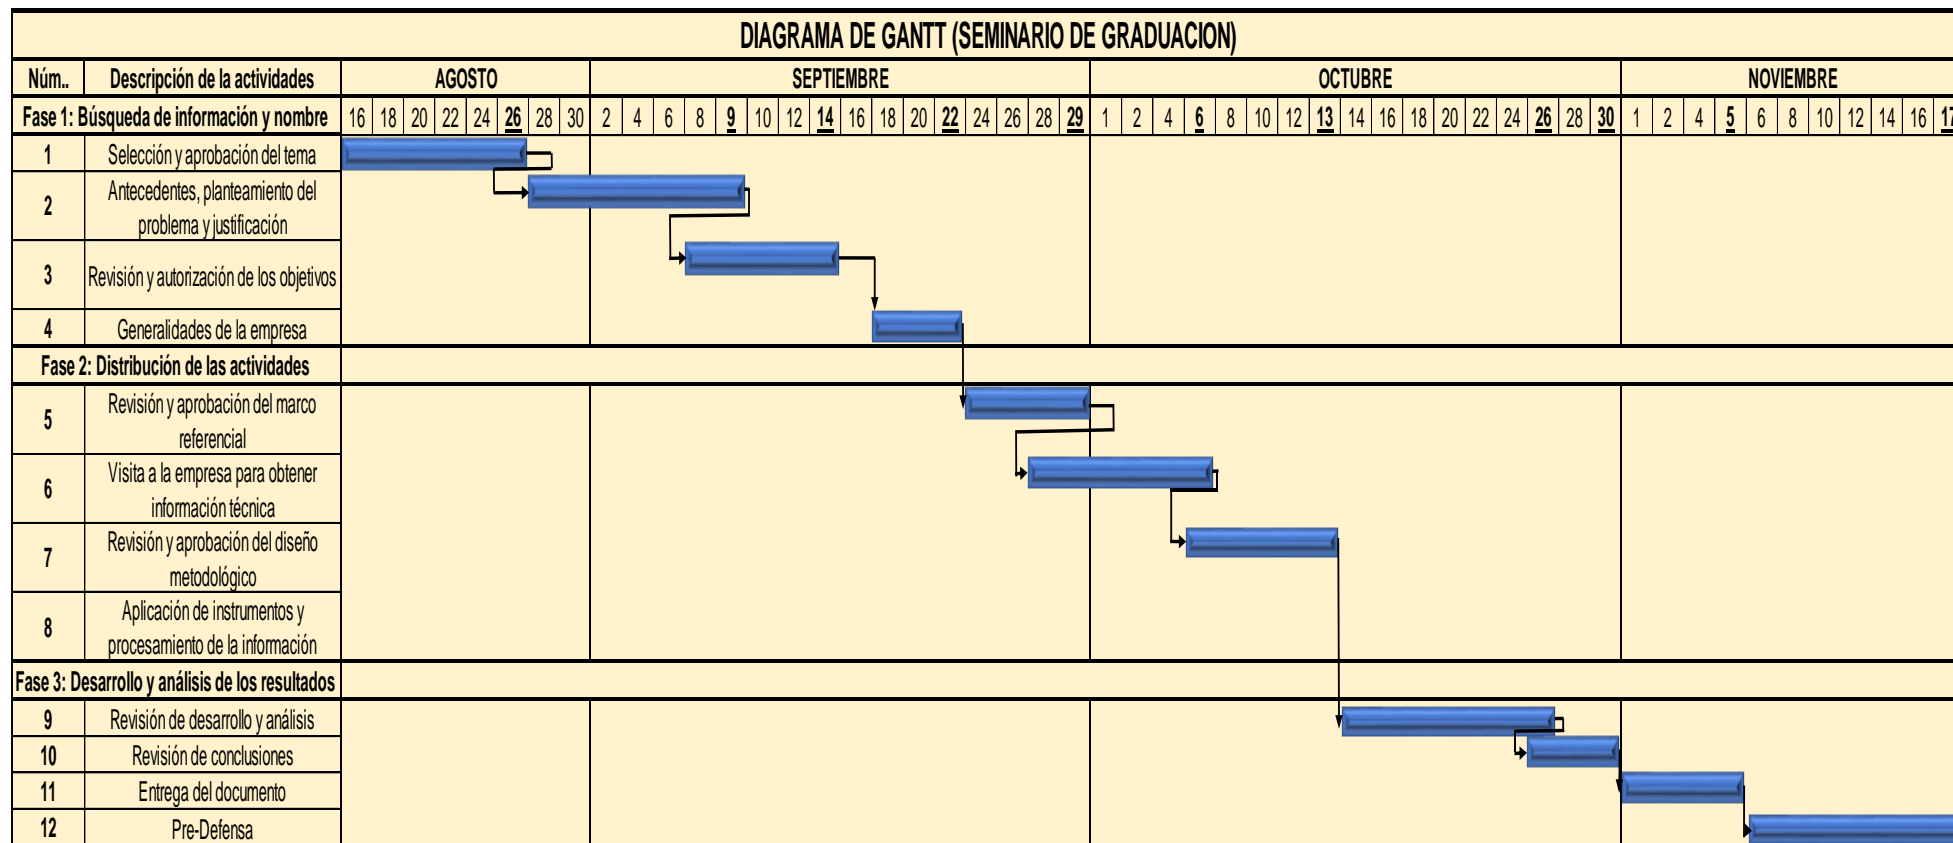 DIAGRAMA DE GANTT (SEMINARIO DE GRADUACION)
Núm.. Descripción de la actividades AGOSTO SEPTIEMBRE OCTUBRE NOVIEMBRE
Fase 1: Búsqueda de información y nombre 16 18 20 22 24 26 28 30 2 4 6 8 9 10 12 14 16 18 20 22 24 26 28 29 1 2 4 6 8 10 12 13 14 16 18 20 22 24 26 28 30 1 2 4 5 6 8 10 12 14 16 17
1 Selección y aprobación del tema
2 Antecedentes, planteamiento del
problema y justificación
3 Revisión y autorización de los objetivos
4 Generalidades de la empresa
Fase 2: Distribución de las actividades
5 Revisión y aprobación del marco
referencial
6 Visita a la empresa para obtener
información técnica
7 Revisión y aprobación del diseño
metodológico
8 Aplicación de instrumentos y
procesamiento de la información
Fase 3: Desarrollo y análisis de los resultados
9 Revisión de desarrollo y análisis
10 Revisión de conclusiones
11 Entrega del documento
12 Pre-Defensa